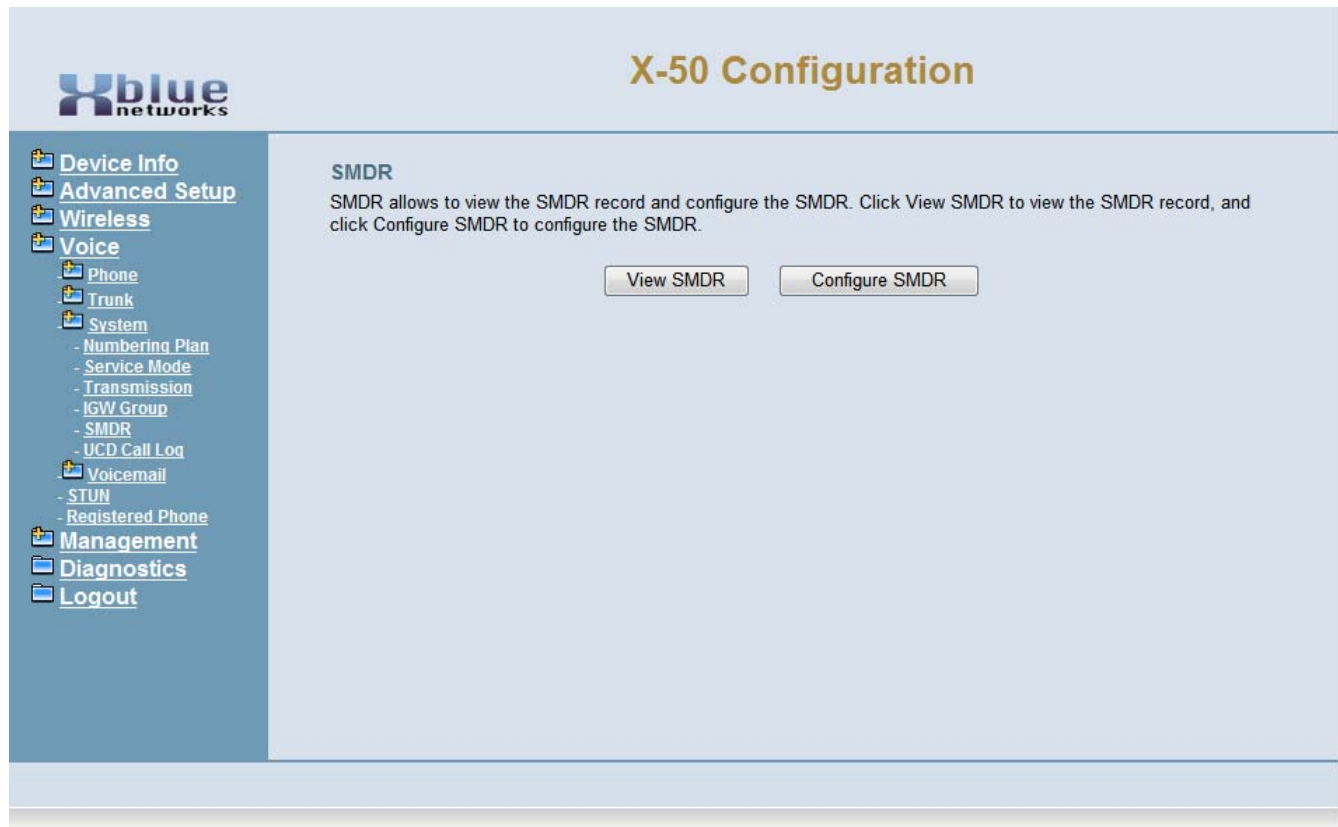 Xblue
networks
X-50 Configuration
Device Info
Advanced Setup
Wireless
Voice
Phone
Trunk
System
- Numbering Plan
- Service Mode
- Transmission
- IGW Group
- SMDR
- UCD Call Log
Voicemail
- STUN
- Registered Phone
Management
Diagnostics
Logout
SMDR
SMDR allows to view the SMDR record and configure the SMDR. Click View SMDR to view the SMDR record, and
click Configure SMDR to configure the SMDR.
View SMDR Configure SMDR